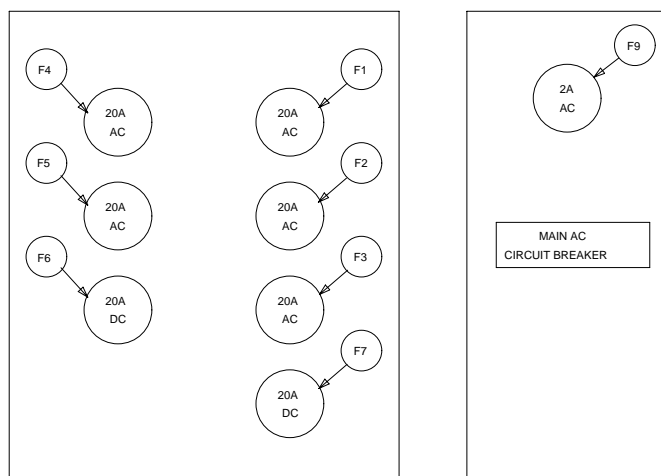 F4
20A
AC
F5
20A
AC
F6
20A
DC
F1
20A
AC
F2
20A
AC
F3
20A
AC
F7
20A
DC
F9
2A
AC
MAIN AC
CIRCUIT BREAKER